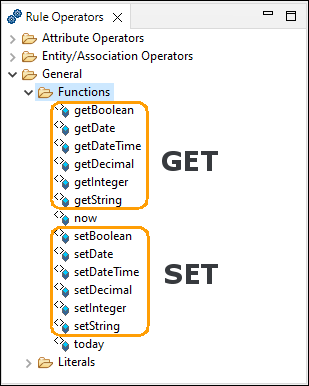 Rule Operators
Attribute Operators
Entity/Association Operators
General
Functions
getBoolean
getDate
getDateTime
getDecimal
getInteger
getString
GET
now
setBoolean
setDate
setDateTime
setDecimal
setInteger
setString
SET
today
Literals